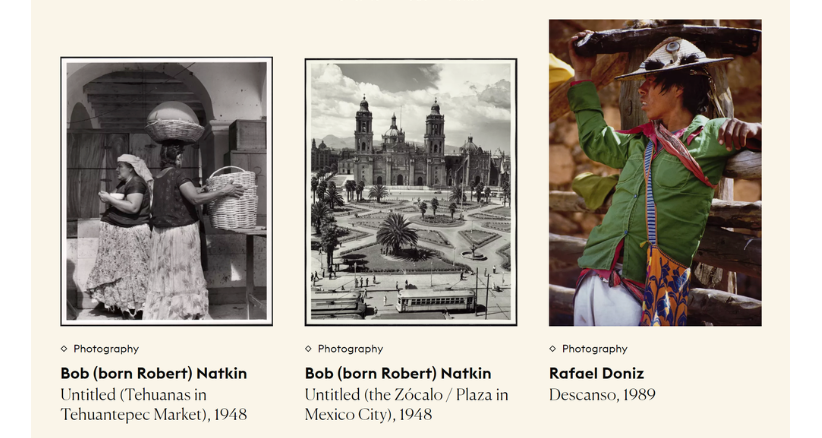 Photography
Bob (born Robert) Natkin
Untitled (Tehuanas in
Tehuantepec Market), 1948
Photography
Bob (born Robert) Natkin
Untitled (the Zócalo / Plaza in
Mexico City), 1948
Photography
Rafael Doniz
Descanso, 1989